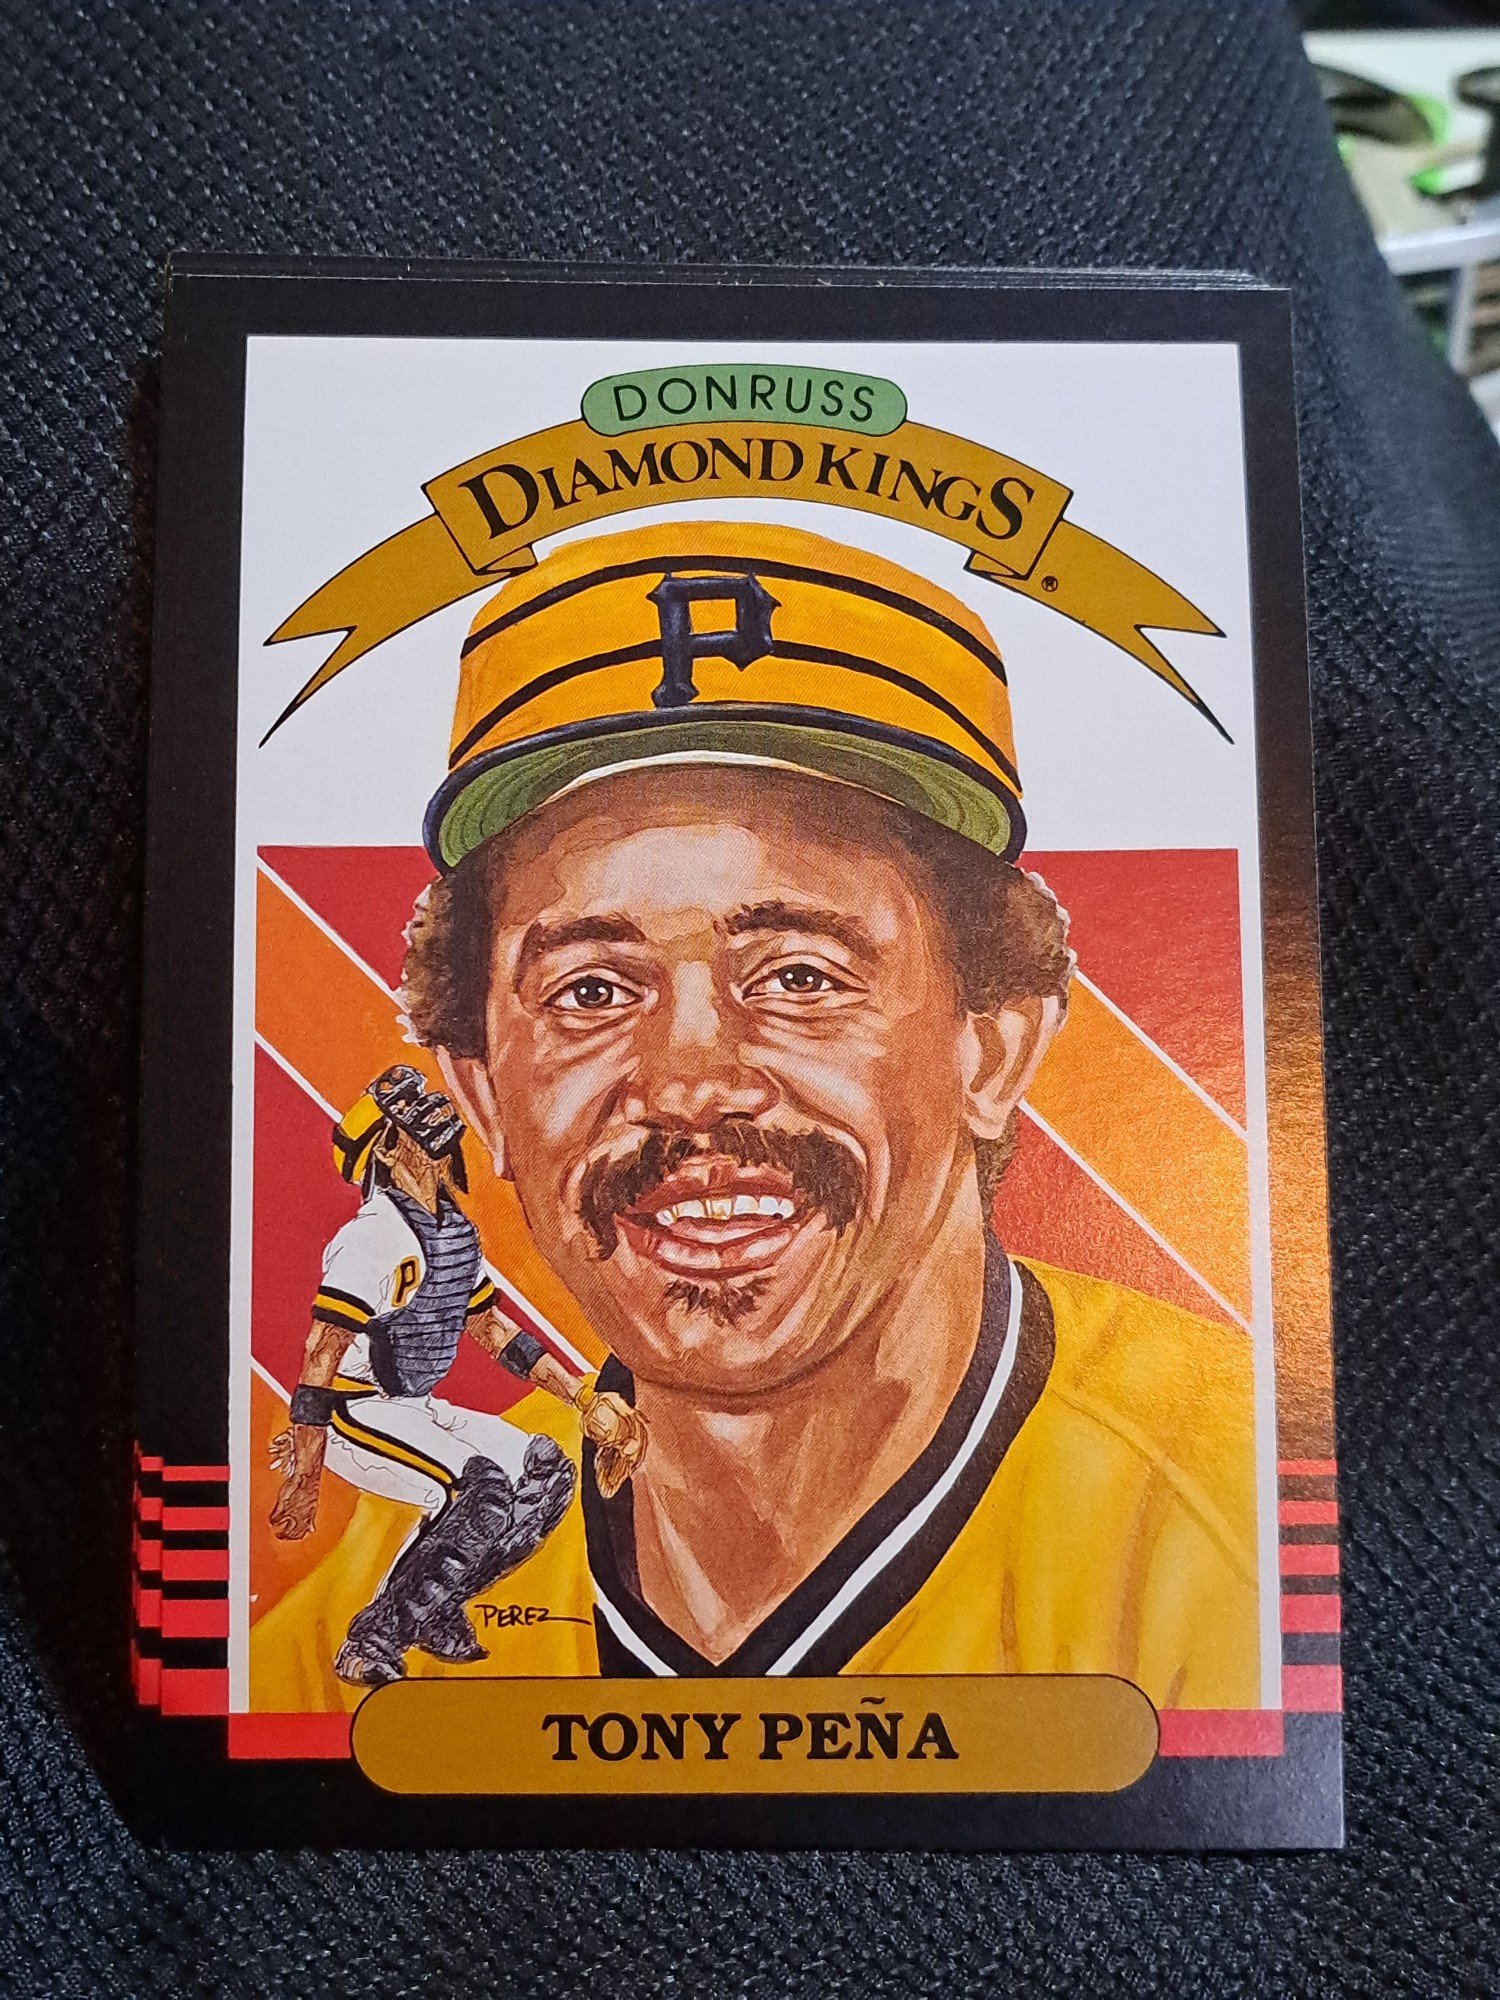 DONRUSS
DIAMOND KINGS®
P
P
PEREZ
TONY PEÑA